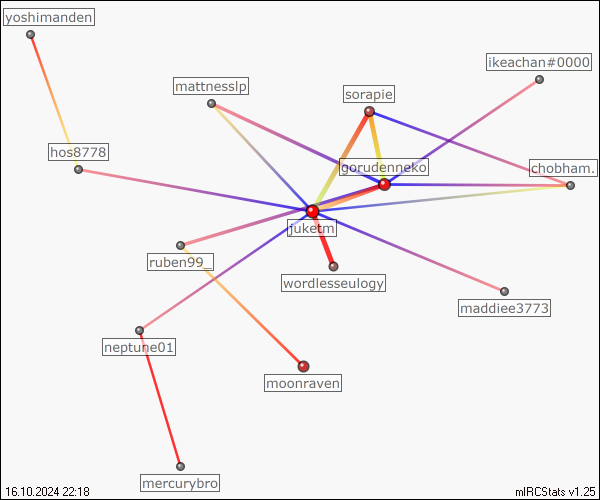 yoshimanden
ikeachan#0000
mattnesslp
sorapie
hos8778
gorudenneko
chobham.
juketm
ruben99_
wordlesseulogy
maddiee3773
neptune01
moonraven
mercurybro
16.10.2024 22:18
mIRCStats v1.25